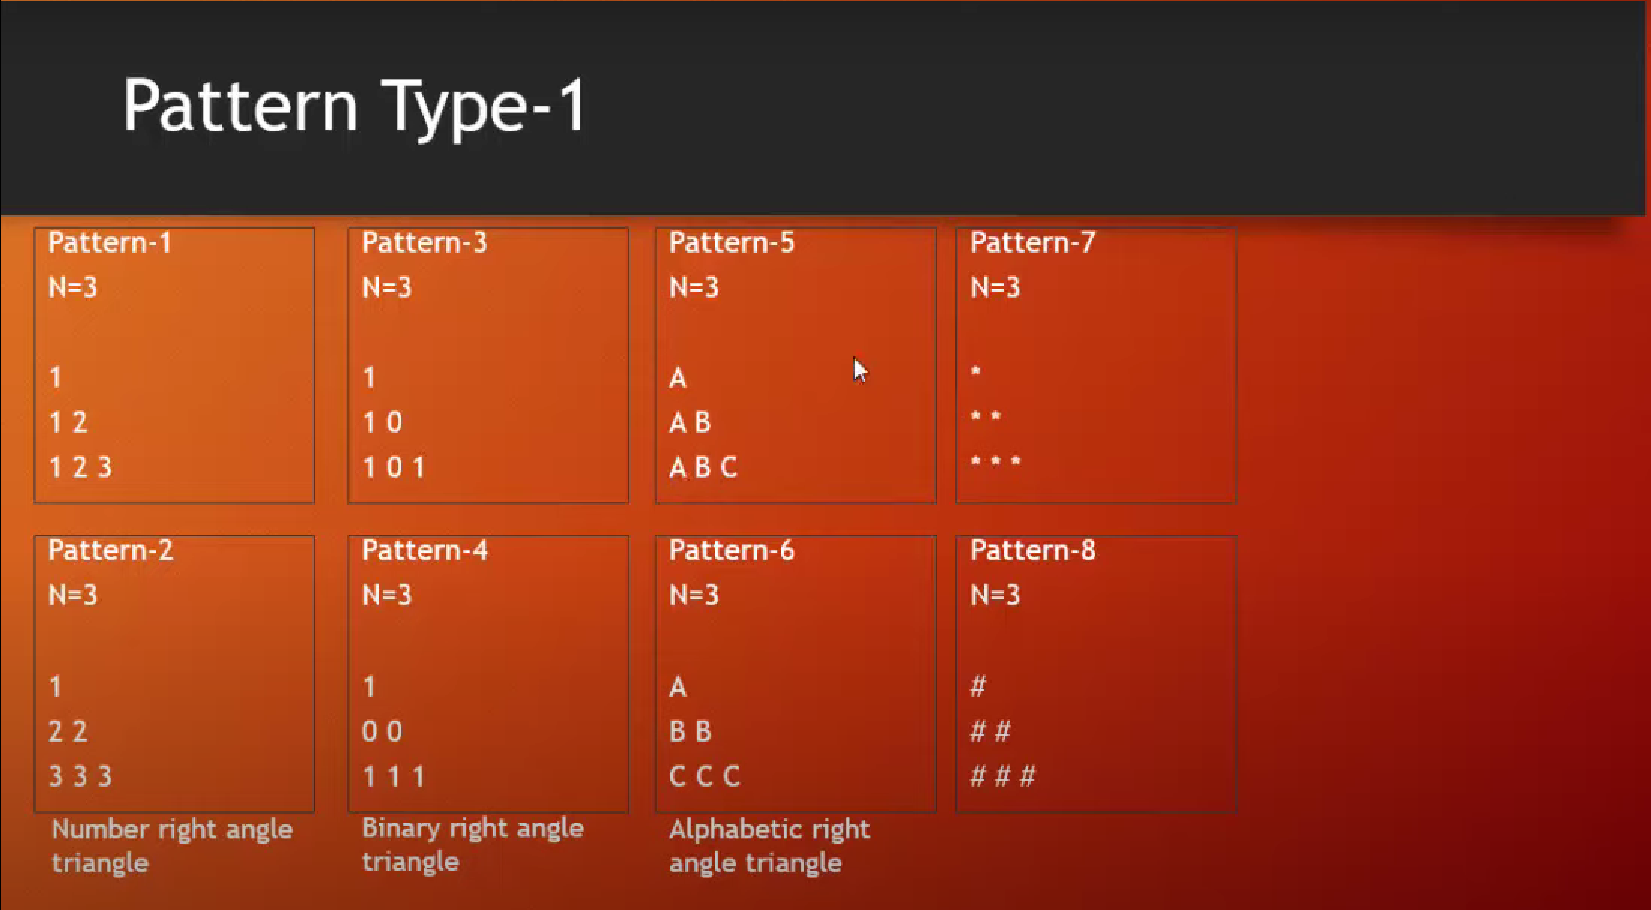 Pattern Type-1
Pattern-1
N=3
1
1 2
1 2 3
Pattern-3
N=3
1
1 0
1 0 1
Pattern-5
N=3
A
A B
A B C
Pattern-7
N=3
*
* *
* * *
Pattern-2
N=3
1
2 2
3 3 3
Number right angle
triangle
Pattern-4
N=3
1
0 0
1 1 1
Binary right angle
triangle
Pattern-6
N=3
A
B B
C C C
Alphabetic right
angle triangle
Pattern-8
N=3
#
# #
# # #